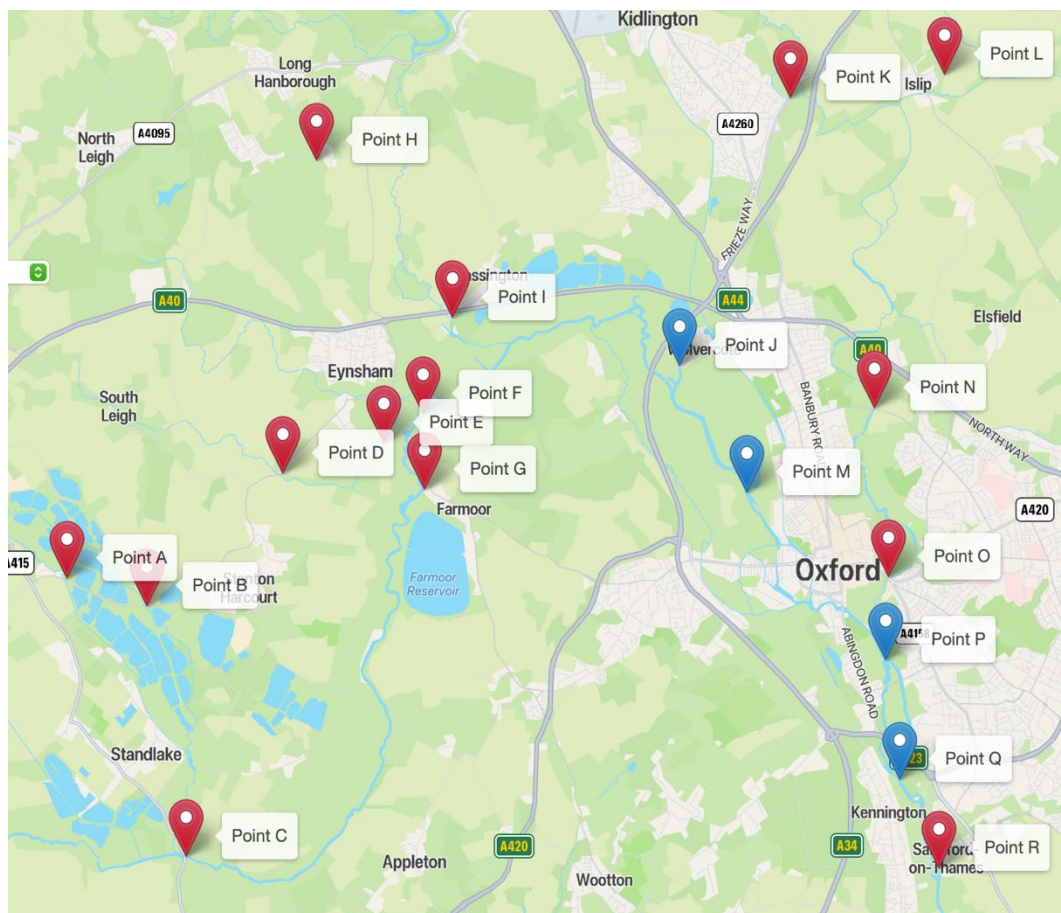 Kidlington
Point L
Long
Hanborough
Point K
Islip
A4095
A4260
North
Leigh
Point H
FRIEZE WAY
Point I
A40
A44
Elsfield
Point J
A40
Eynsham
BANBURY ROAD
Point N
South
Leigh
Point F
Point E
NORTH WAY
Point D
Point M
Point G
Farmoor
A420
A415
Point A
Point O
Farmoor
Reservoir
Oxford
Point B
Harcourt
Point P
ABINGDON ROAD
Standlake
Point Q
Kennington
Point C
A420
A34
Point R
Appleton
on-Thames
Wootton